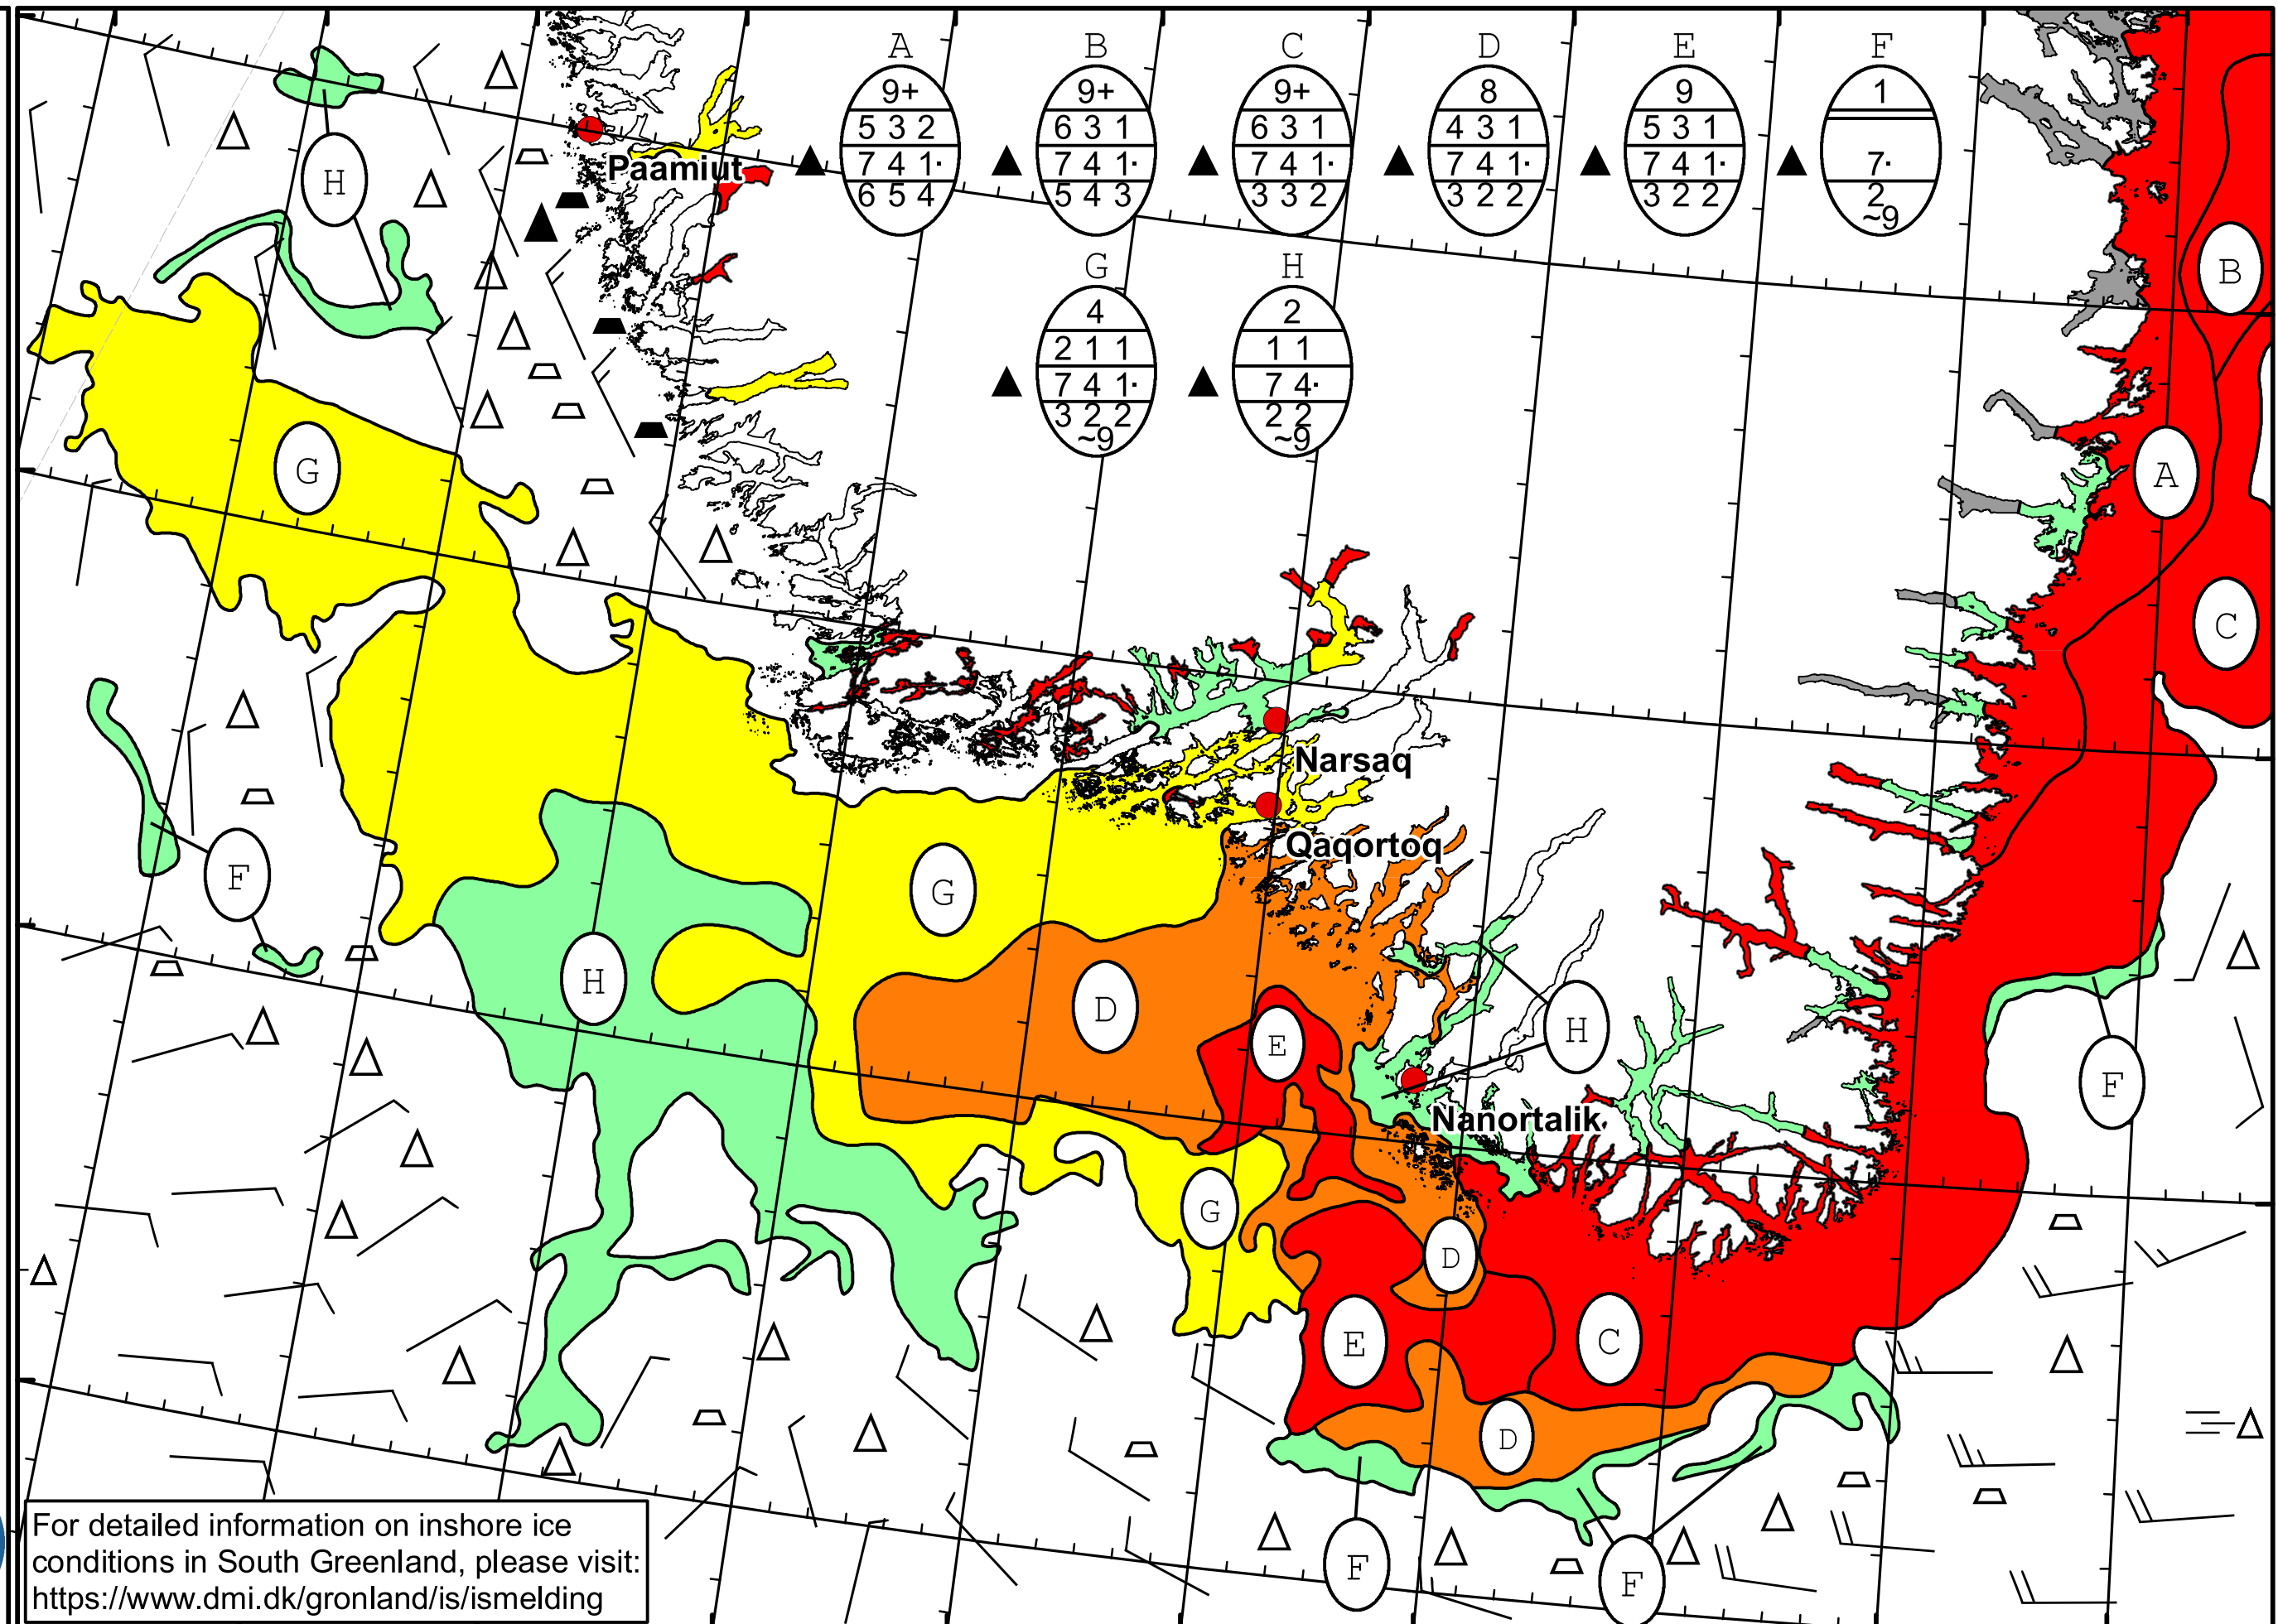 A B C D E F
9+ 9+ 9+ 8 9 1
5 3 2 6 3 1 6 3 1 4 3 1 5 3 1
7 4 1· 7 4 1· 7 4 1· 7 4 1· 7 4 1· 7·
6 5 4 5 4 3 3 3 2 3 2 2 3 2 2 2
~9
G H
4 2
2 1 1 1 1
7 4 1· 7 4·
3 2 2 2 2
~9 ~9
Paamiut
H
B
G
A
C
Narsaq
Qaqortoq
F
G
H
D
E
H
F
Nanortalik
G
D
E
C
D
F
F
For detailed information on inshore ice
conditions in South Greenland, please visit:
https://www.dmi.dk/gronland/is/ismelding